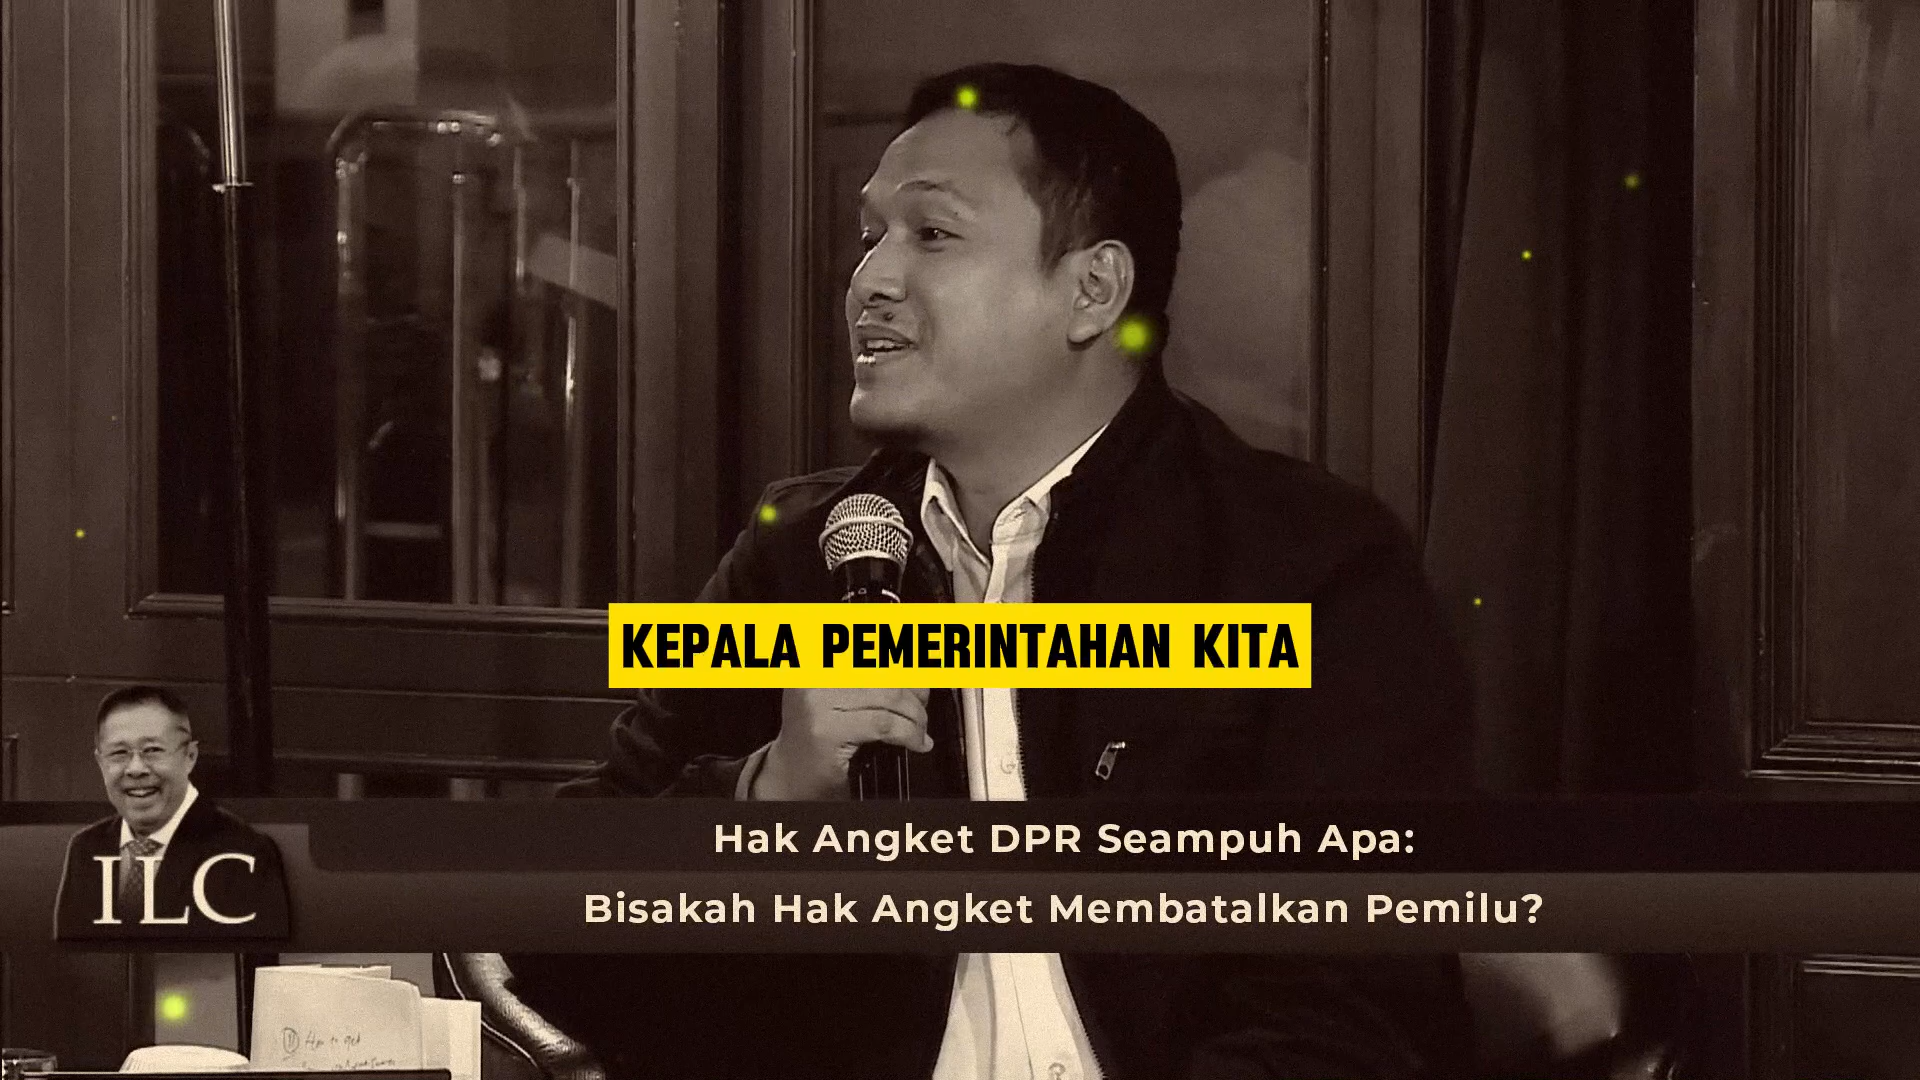 KEPALA PEMERINTAHAN KITA
ILC
Hak Angket DPR Seampuh Apa:
Bisakah Hak Angket Membatalkan Pemilu?